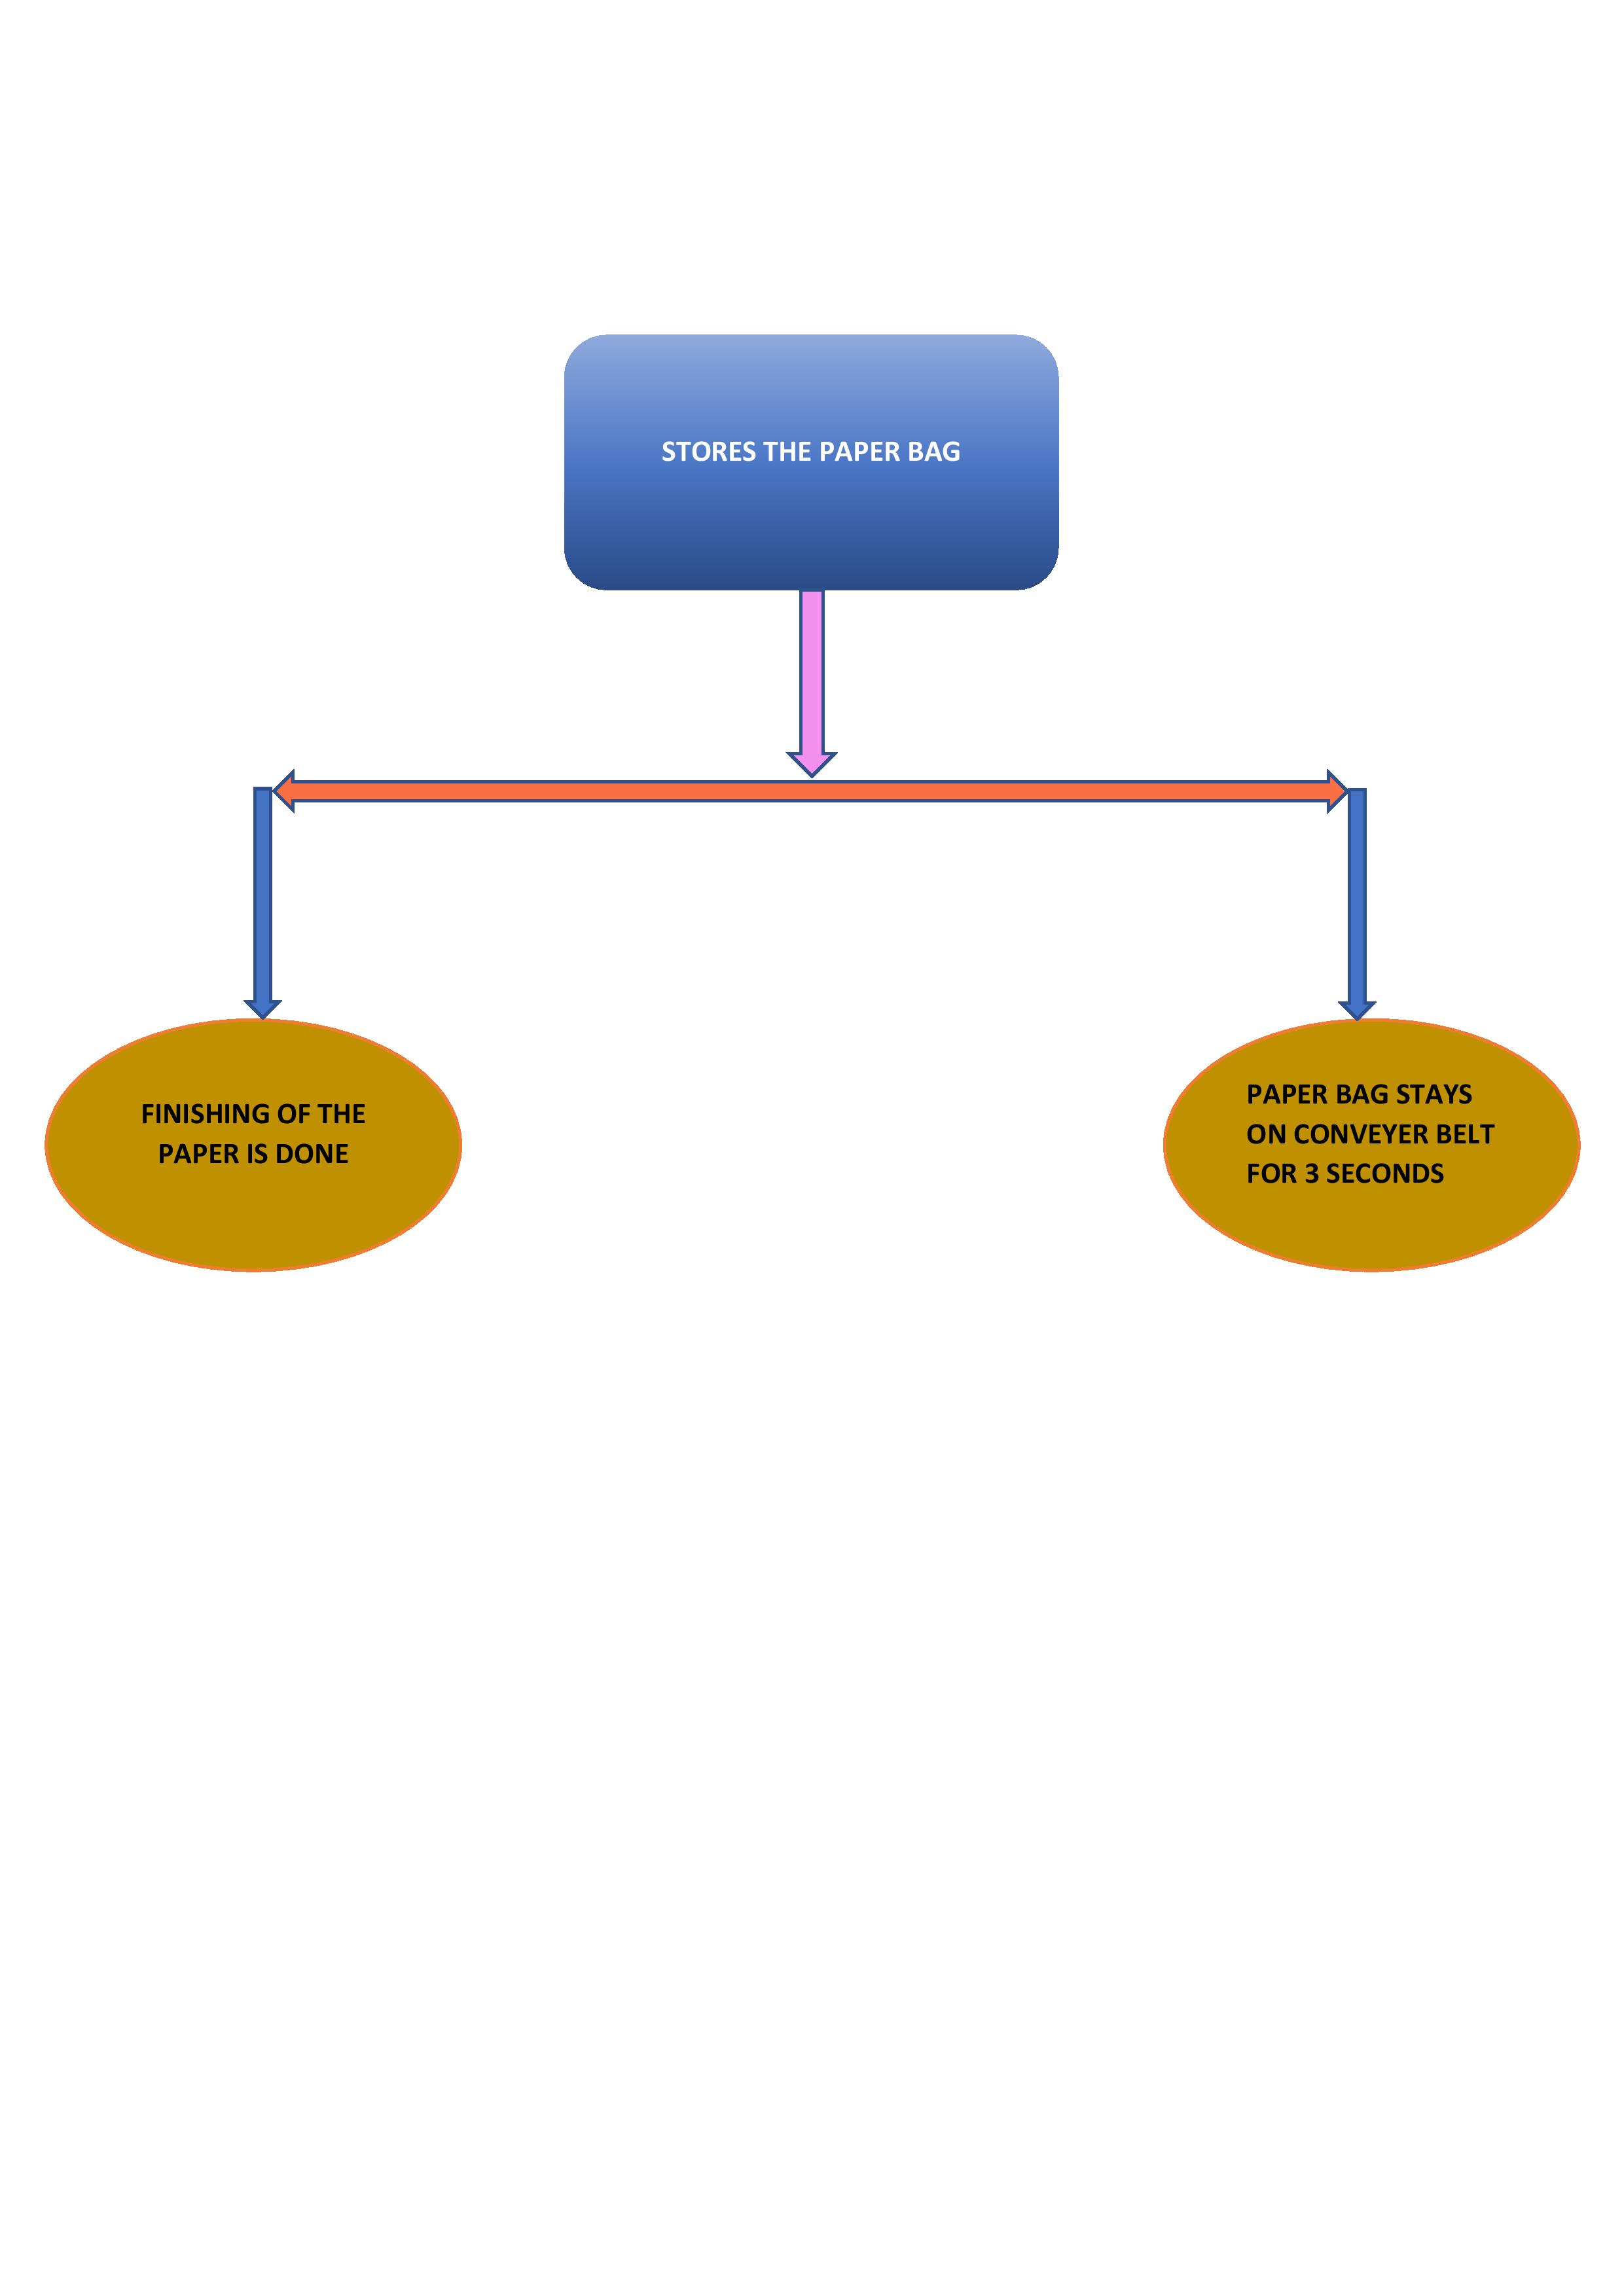 STORES THE PAPER BAG
FINISHING OF THE
PAPER IS DONE
PAPER BAG STAYS
ON CONVEYER BELT
FOR 3 SECONDS